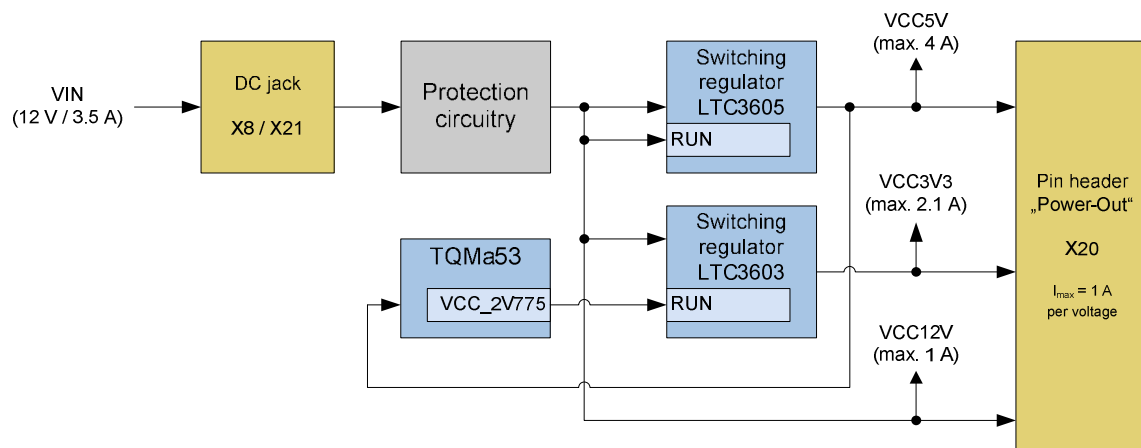 VIN
(12 V / 3.5 A)
DC jack
X8 / X21
Protection
circuitry
Switching
regulator
LTC3605
RUN
VCC5V
(max. 4 A)
TQMa53
VCC_2V775
Switching
regulator
LTC3603
RUN
VCC3V3
(max. 2.1 A)
VCC12V
(max. 1 A)
Pin header
„Power-Out“
X20
Imax = 1 A
per voltage